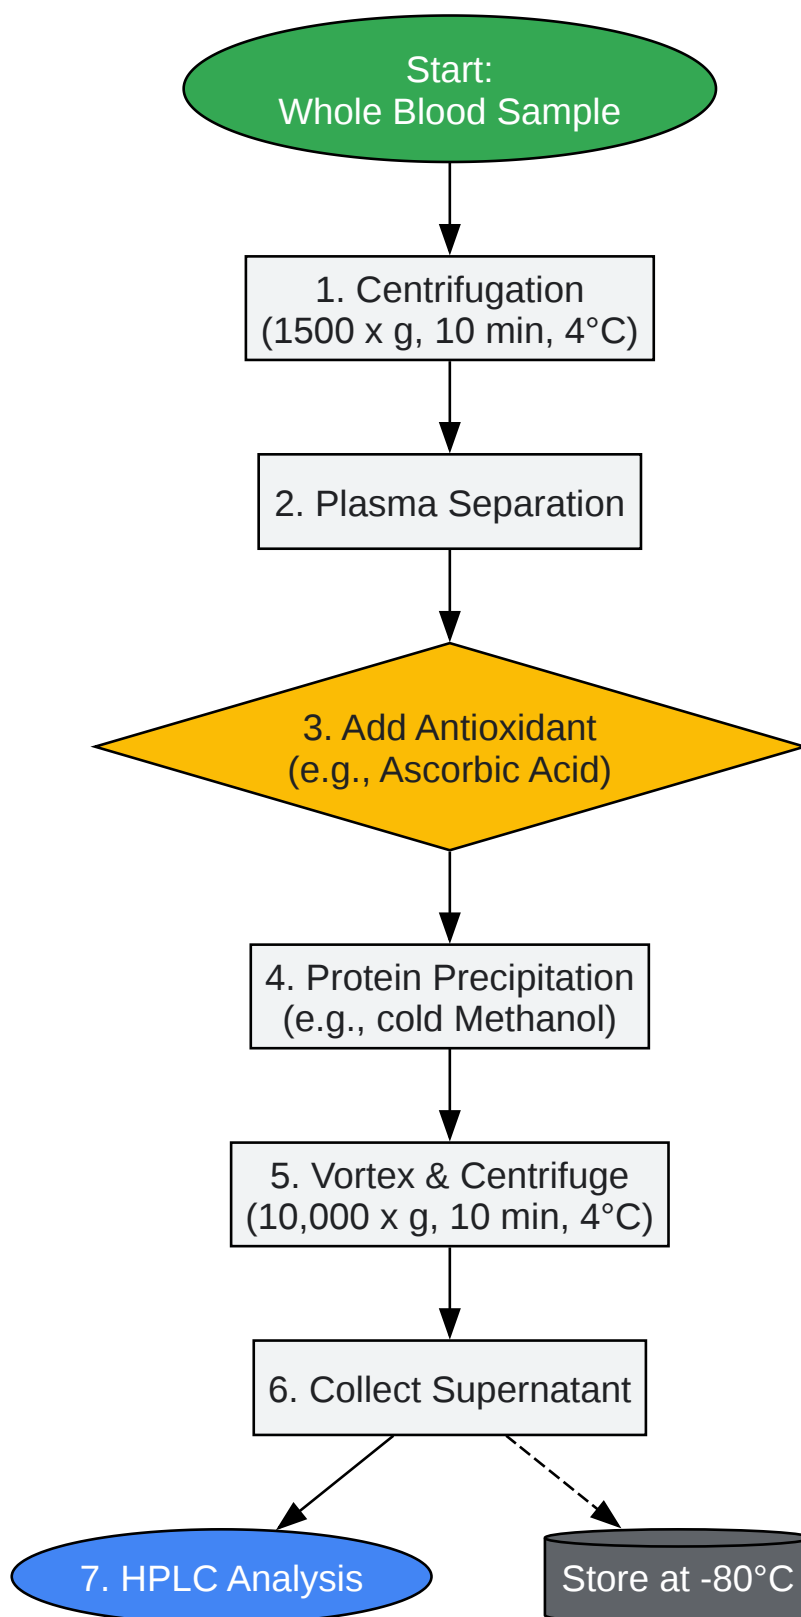 Start:
Whole Blood Sample
1. Centrifugation
(1500 x g, 10 min, 4°C)
2. Plasma Separation
3. Add Antioxidant
(e.g., Ascorbic Acid)
4. Protein Precipitation
(e.g., cold Methanol)
5. Vortex & Centrifuge
(10,000 x g, 10 min, 4°C)
6. Collect Supernatant
7. HPLC Analysis
Store at -80°C